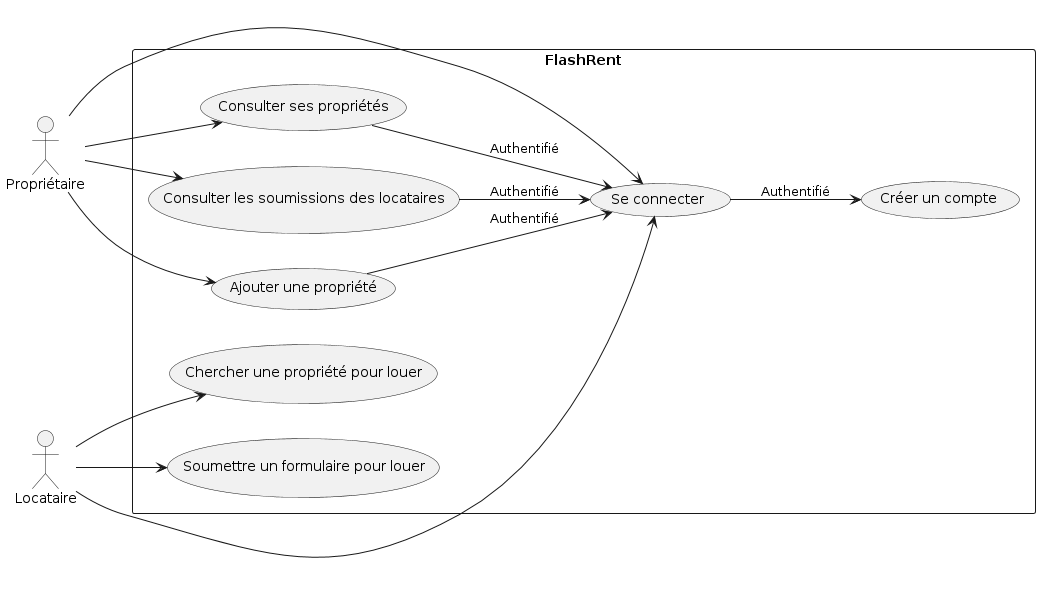 FlashRent
Consulter ses propriétés
Authentifié
Propriétaire
Consulter les soumissions des locataires
Authentifié
Se connecter
Authentifié
Créer un compte
Authentifié
Ajouter une propriété
Chercher une propriété pour louer
Soumettre un formulaire pour louer
Locataire